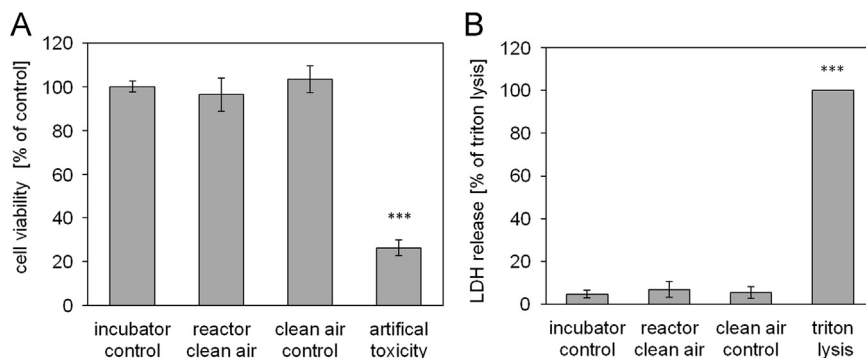 A
cell viability [% of control]
120
100
80
60
40
20
0
***
incubator
control
reactor
clean air
clean air
control
artifical
toxicity
B
LDH release [% of triton lysis]
120
100
80
60
40
20
0
***
incubator
control
reactor
clean air
clean air
control
triton
lysis